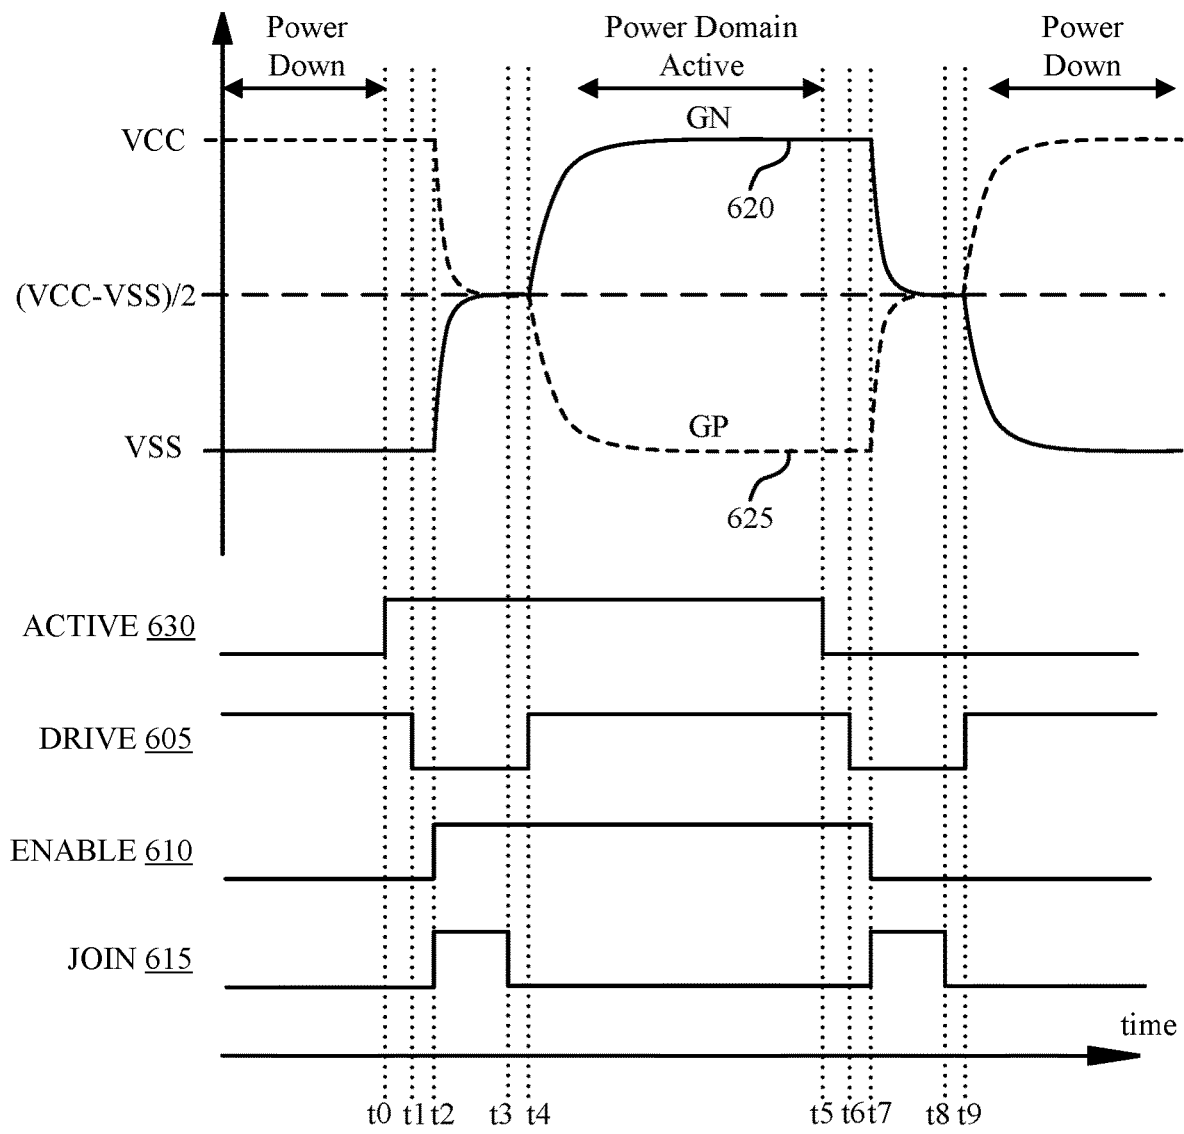 Power
Down
Power Domain
Active
Power
Down
VCC
GN
620
(VCC-VSS)/2
VSS
GP
625
ACTIVE 630
DRIVE 605
ENABLE 610
JOIN 615
time
t0 t1 t2 t3 t4 t5 t6 t7 t8 t9